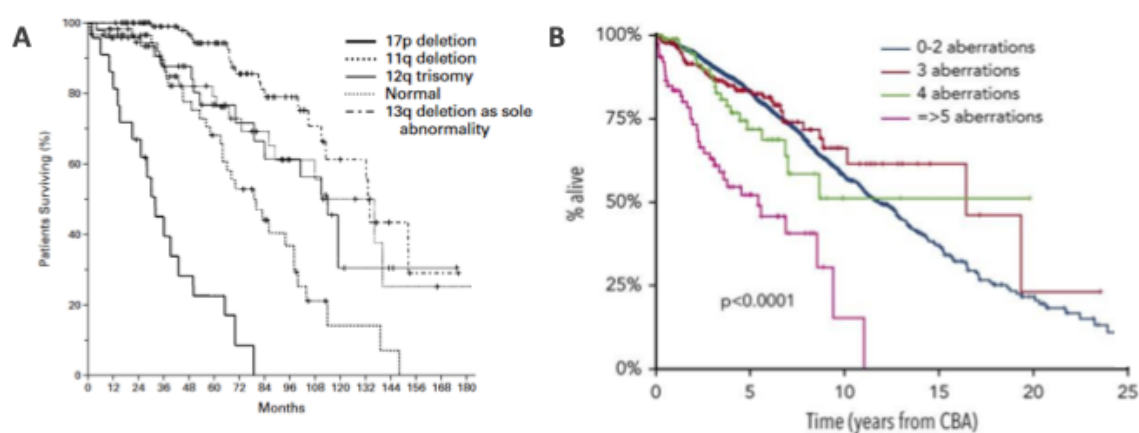 A
Patients Surviving (%)
100
80
60
40
20
0
17p deletion
11q deletion
12q trisomy
Normal
13q deletion as sole
abnormality
0 12 24 36 48 60 72 84 96 108 120 132 144 156 168 180
Months
B
% alive
100%
75%
50%
25%
0%
0-2 aberrations
3 aberrations
4 aberrations
=>5 aberrations
p<0.0001
0 5 10 15 20 25
Time (years from CBA)